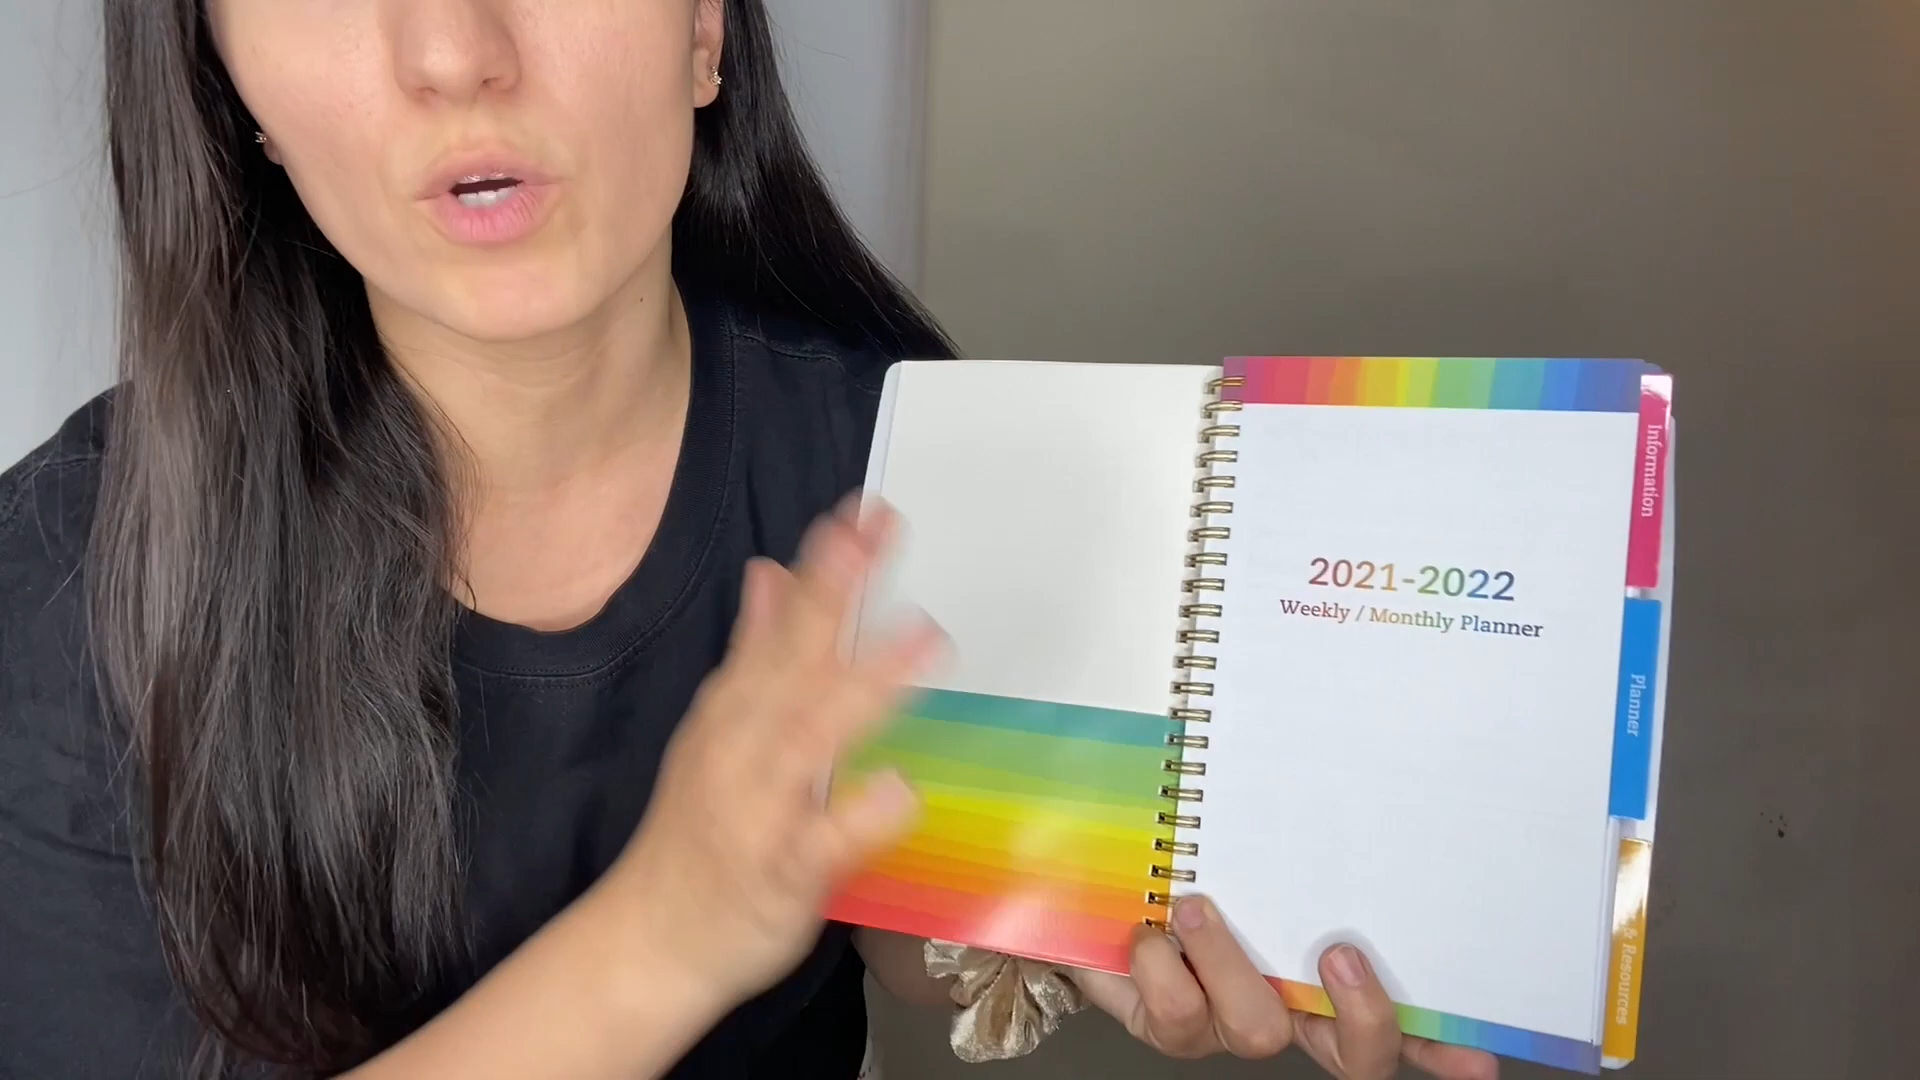 2021-2022
Weekly / Monthly Planner
Information
Planner
& Resources